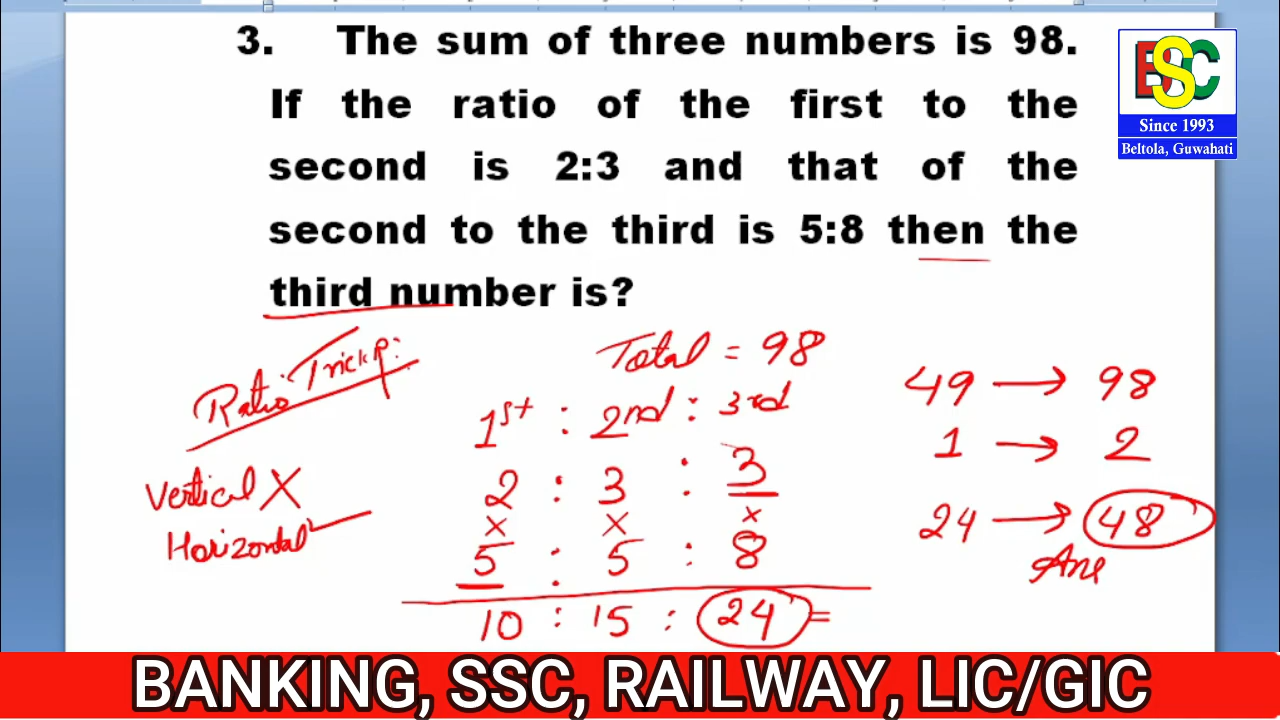 3. The sum of three numbers is 98.
If the ratio of the first to the
second is 2:3 and that of the
second to the third is 5:8 then the
third number is?
BSC
Since 1993
Beltola, Guwahati
Total = 98
1st : 2nd : 3rd
2 : 3 : 3
× × ×
5 : 5 : 8
10 : 15 : 24 =
Vertical X
Horizontal
49 → 98
1 → 2
24 → 48
Ans
BANKING, SSC, RAILWAY, LIC/GIC